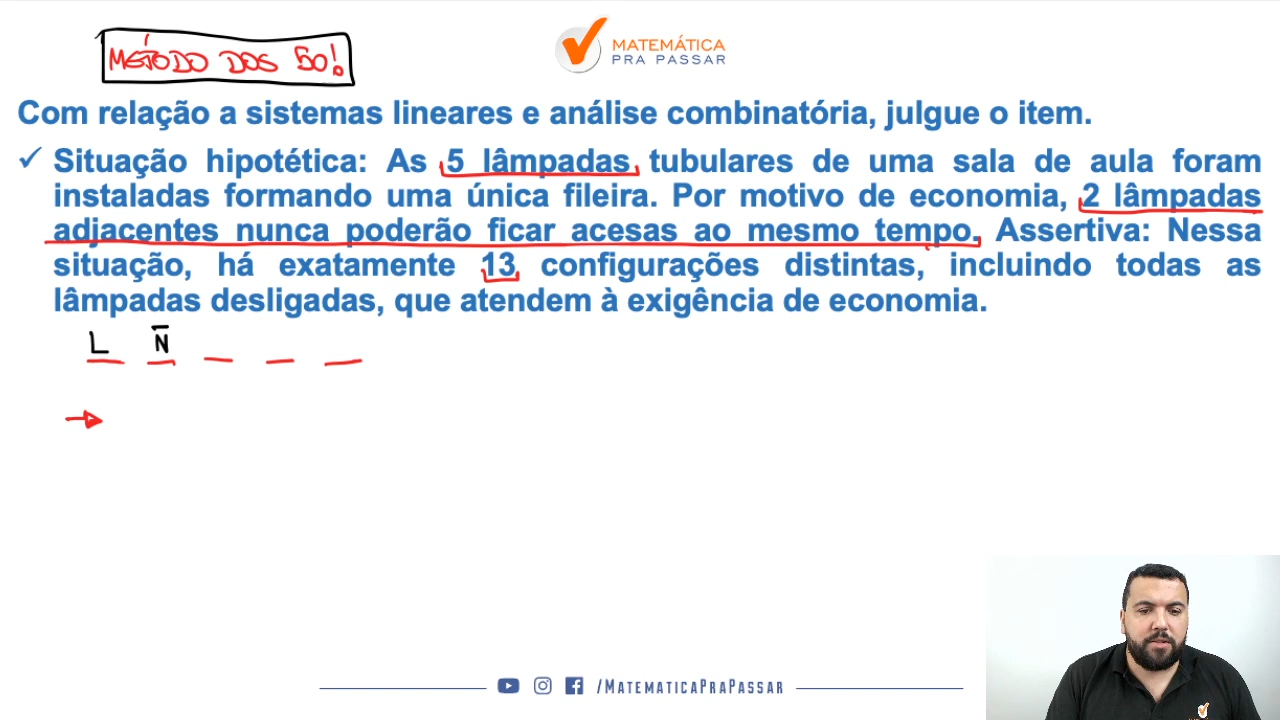 MÉTODO DOS 50!
MATEMÁTICA
PRA PASSAR
Com relação a sistemas lineares e análise combinatória, julgue o item.
✓ Situação hipotética: As 5 lâmpadas tubulares de uma sala de aula foram
instaladas formando uma única fileira. Por motivo de economia, 2 lâmpadas
adjacentes nunca poderão ficar acesas ao mesmo tempo. Assertiva: Nessa
situação, há exatamente 13 configurações distintas, incluindo todas as
lâmpadas desligadas, que atendem à exigência de economia.
L N̄
/MATEMATICAPRAPASSAR